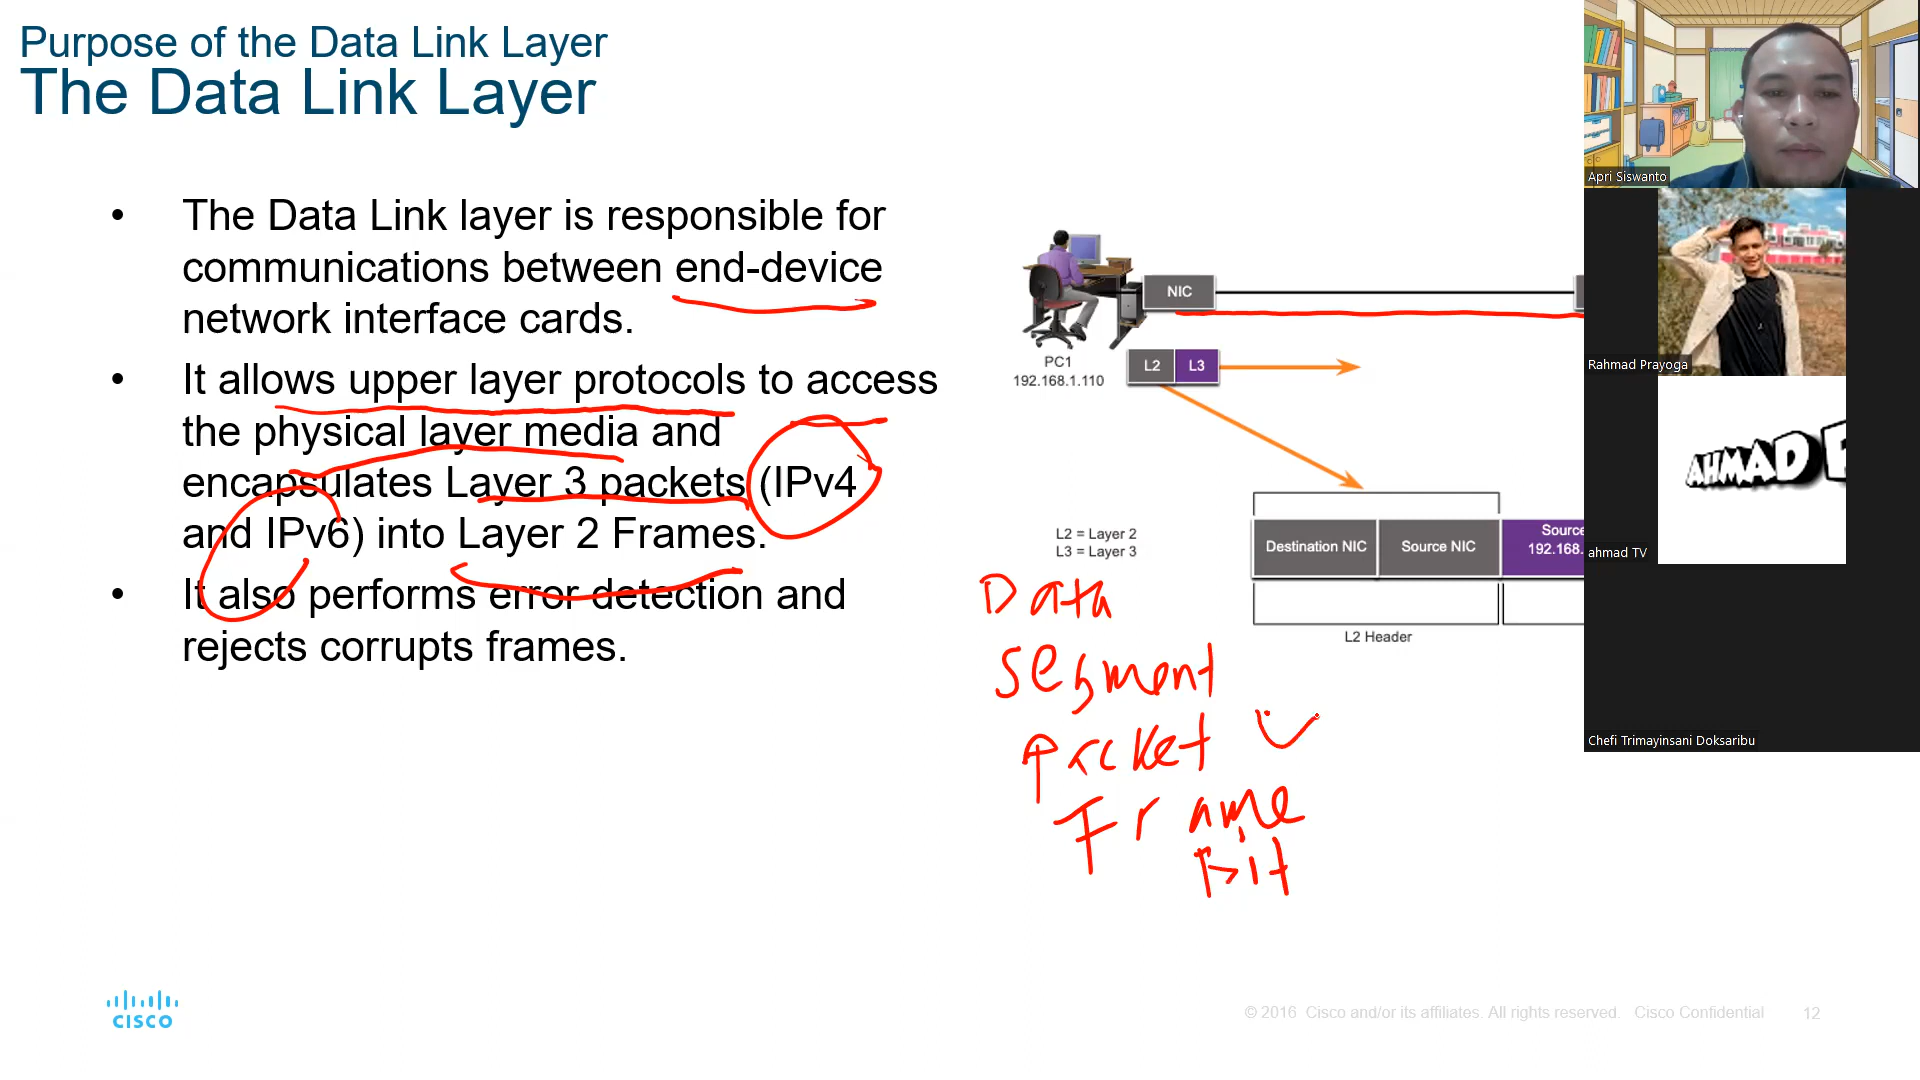 Purpose of the Data Link Layer
The Data Link Layer
• The Data Link layer is responsible for
communications between end-device
network interface cards.
• It allows upper layer protocols to access
the physical layer media and
encapsulates Layer 3 packets (IPv4
and IPv6) into Layer 2 Frames.
• It also performs error detection and
rejects corrupts frames.
NIC
PC1
192.168.1.110
L2 L3
L2 = Layer 2
L3 = Layer 3
Destination NIC Source NIC Source
192.168.
L2 Header
Data
Segment
Packet
Frame
bit
Apri Siswanto
Rahmad Prayoga
AHMAD
ahmad TV
Chefi Trimayinsani Doksaribu
CISCO
© 2016 Cisco and/or its affiliates. All rights reserved. Cisco Confidential 12